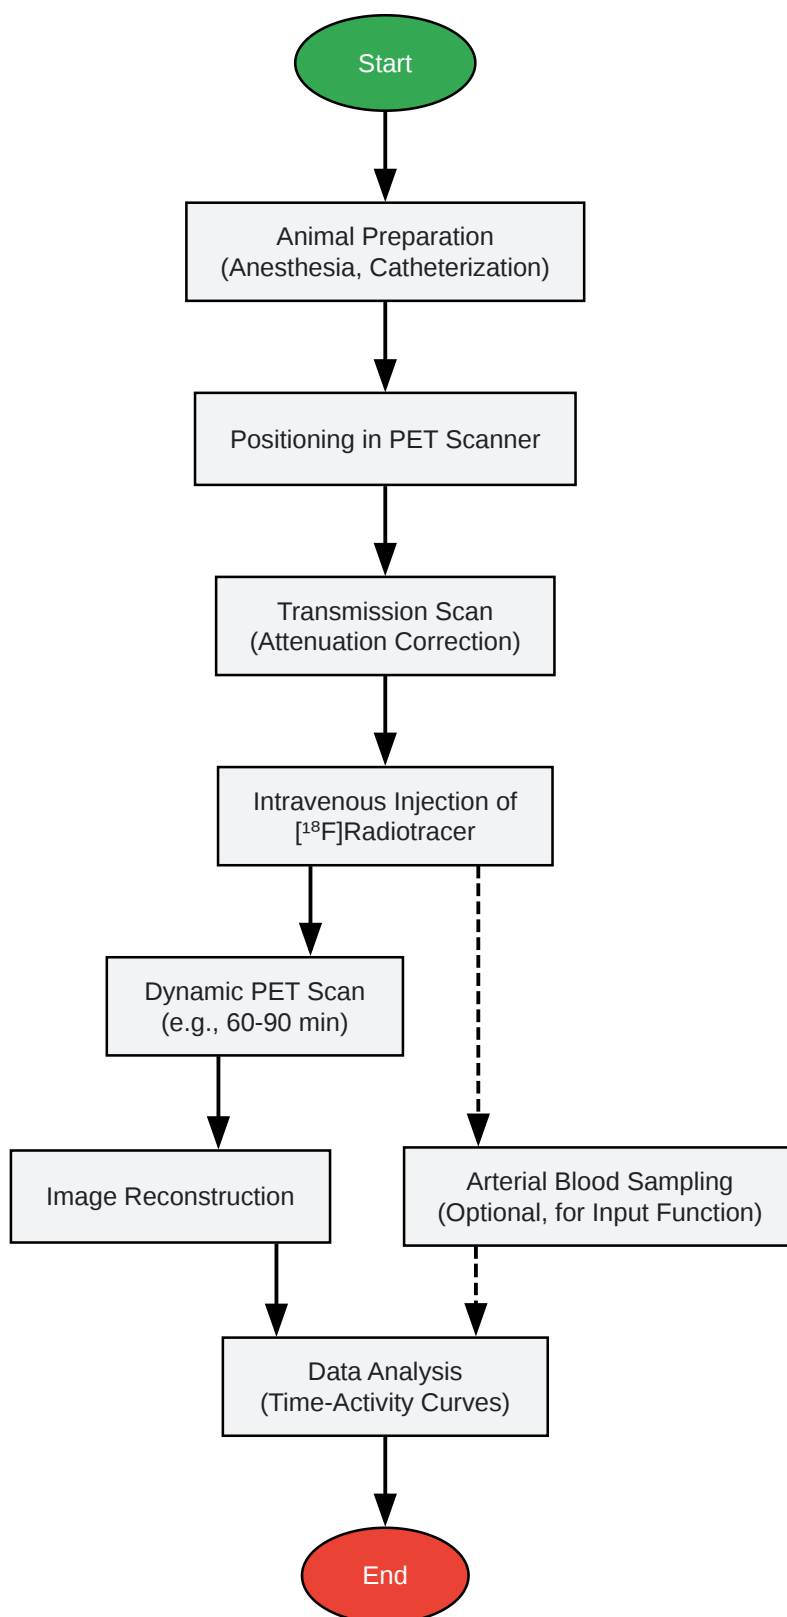 Start
Animal Preparation
(Anesthesia, Catheterization)
Positioning in PET Scanner
Transmission Scan
(Attenuation Correction)
Intravenous Injection of
[¹⁸F]Radiotracer
Dynamic PET Scan
(e.g., 60-90 min)
Image Reconstruction
Arterial Blood Sampling
(Optional, for Input Function)
Data Analysis
(Time-Activity Curves)
End